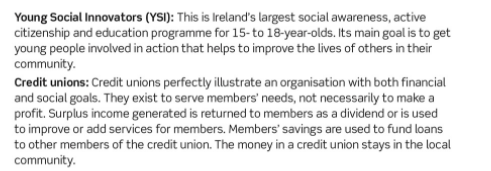 Young Social Innovators (YSI): This is Ireland's largest social awareness, active
citizenship and education programme for 15- to 18-year-olds. Its main goal is to get
young people involved in action that helps to improve the lives of others in their
community.
Credit unions: Credit unions perfectly illustrate an organisation with both financial
and social goals. They exist to serve members' needs, not necessarily to make a
profit. Surplus income generated is returned to members as a dividend or is used
to improve or add services for members. Members' savings are used to fund loans
to other members of the credit union. The money in a credit union stays in the local
community.